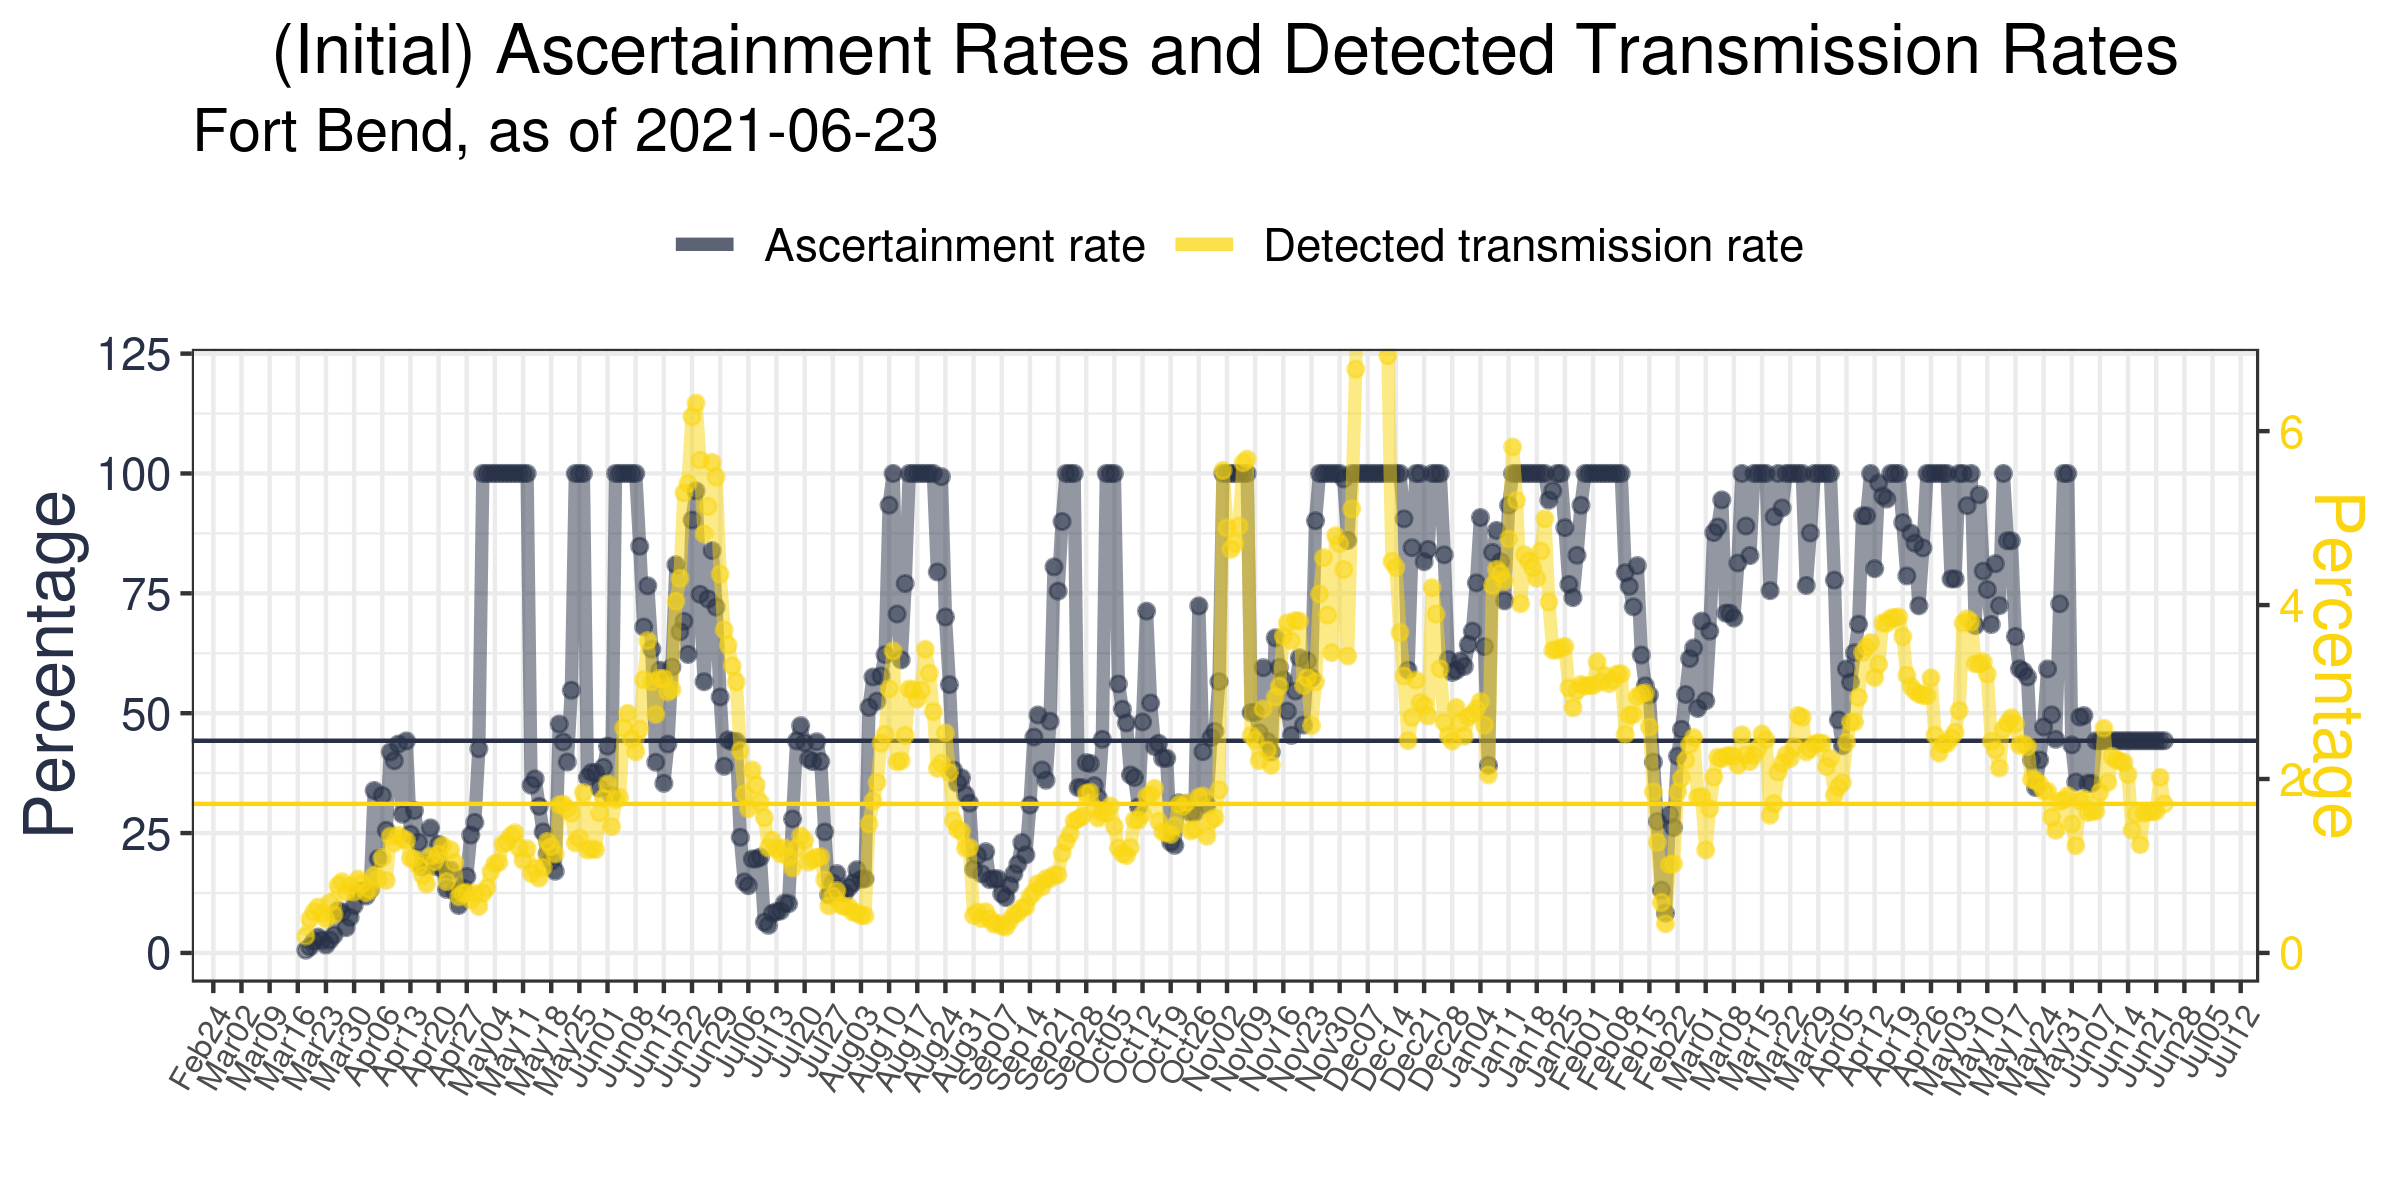 (Initial) Ascertainment Rates and Detected Transmission Rates
Fort Bend, as of 2021-06-23
Ascertainment rate
Detected transmission rate
125
100
75
50
25
0
Percentage
6
4
2
0
Percentage
Feb24
Mar02
Mar09
Mar16
Mar23
Mar30
Apr06
Apr13
Apr20
Apr27
May04
May11
May18
May25
Jun01
Jun08
Jun15
Jun22
Jun29
Jul06
Jul13
Jul20
Jul27
Aug03
Aug10
Aug17
Aug24
Aug31
Sep07
Sep14
Sep21
Sep28
Oct05
Oct12
Oct19
Oct26
Nov02
Nov09
Nov16
Nov23
Nov30
Dec07
Dec14
Dec21
Dec28
Jan04
Jan11
Jan18
Jan25
Feb01
Feb08
Feb15
Feb22
Mar01
Mar08
Mar15
Mar22
Mar29
Apr05
Apr12
Apr19
Apr26
May03
May10
May17
May24
May31
Jun07
Jun14
Jun21
Jun28
Jul05
Jul12